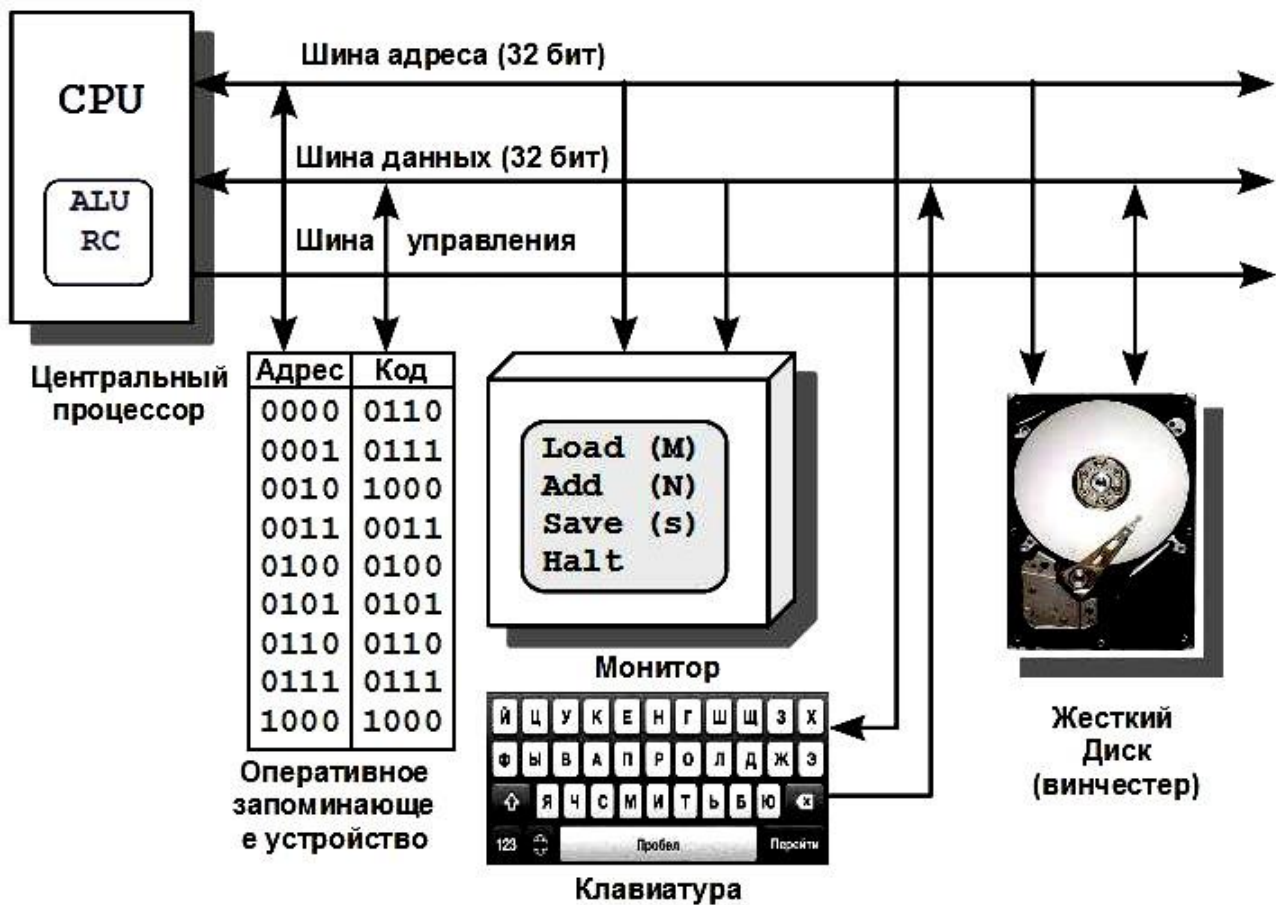 Шина адреса (32 бит)
CPU
Шина данных (32 бит)
ALU
RC
Шина управления
Центральный
процессор
Адрес Код
0000 0110
0001 0111
0010 1000
0011 0011
0100 0100
0101 0101
0110 0110
0111 0111
1000 1000
Оперативное
запоминающе
е устройство
Load (M)
Add (N)
Save (s)
Halt
Монитор
Й Ц У К Е Н Г Ш Щ З Х
Ф Ы В А П Р О Л Д Ж Э
Я Ч С М И Т Ь Б Ю
123 Пробел Перейти
Клавиатура
Жесткий
Диск
(винчестер)